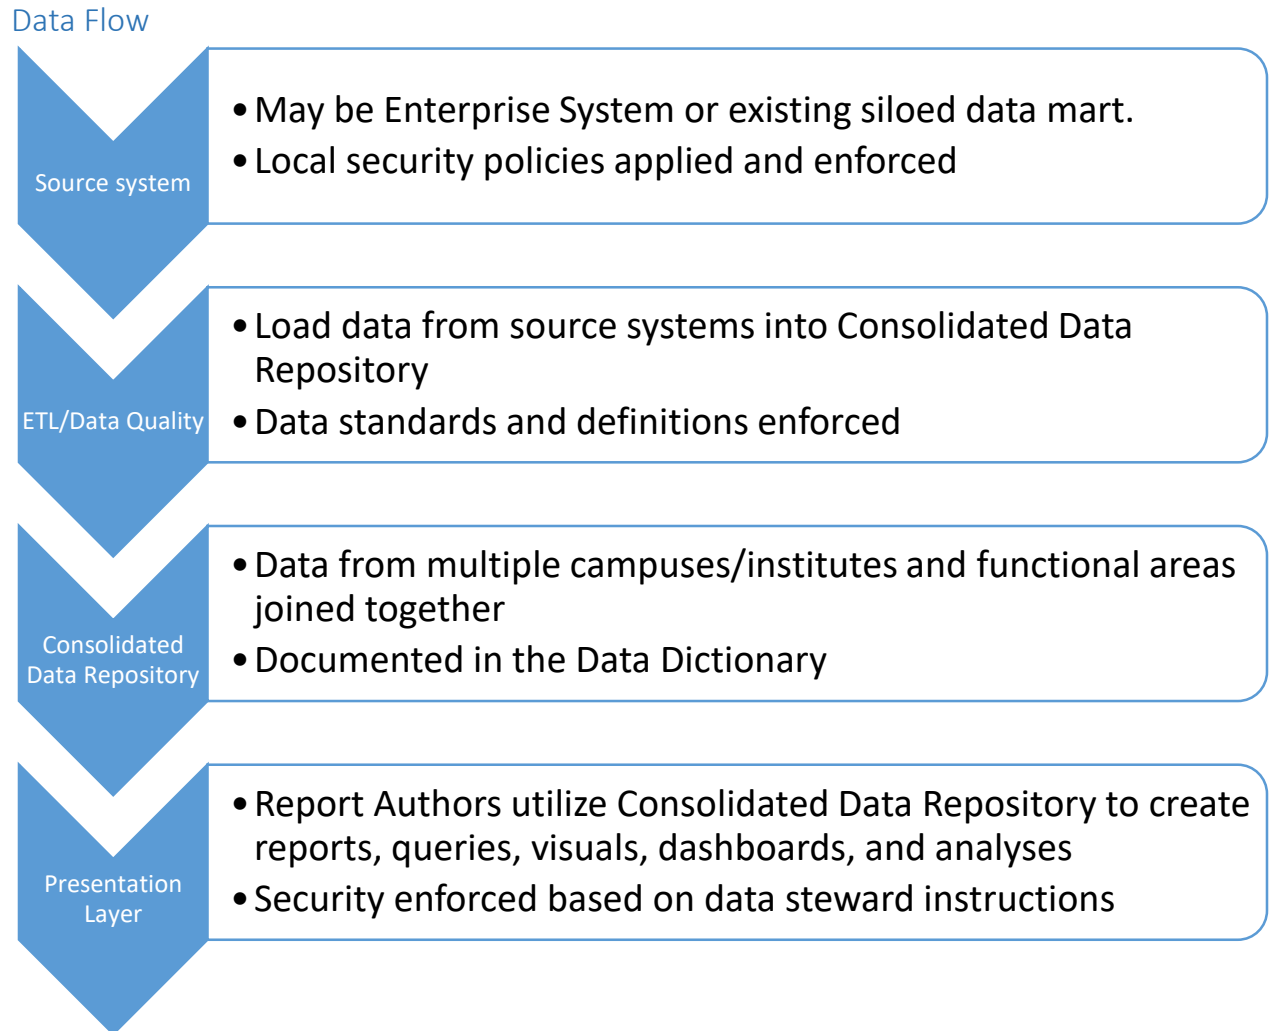 Data Flow
Source system
• May be Enterprise System or existing siloed data mart.
• Local security policies applied and enforced
ETL/Data Quality
• Load data from source systems into Consolidated Data
Repository
• Data standards and definitions enforced
Consolidated
Data Repository
• Data from multiple campuses/institutes and functional areas
joined together
• Documented in the Data Dictionary
Presentation
Layer
• Report Authors utilize Consolidated Data Repository to create
reports, queries, visuals, dashboards, and analyses
• Security enforced based on data steward instructions